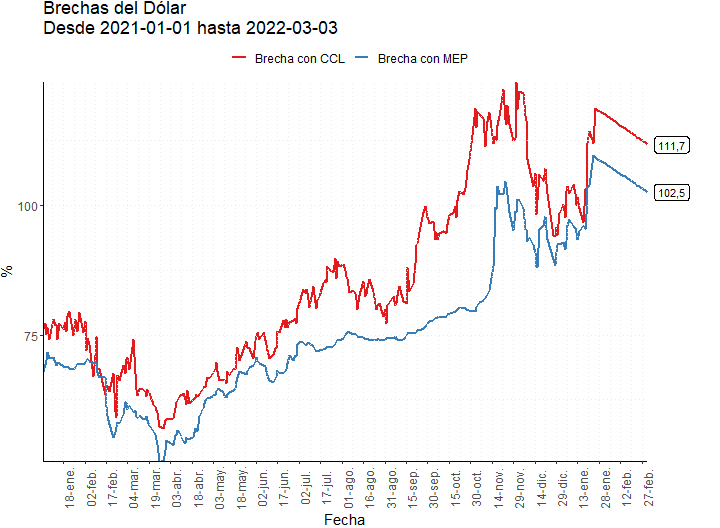 Brechas del Dólar
Desde 2021-01-01 hasta 2022-03-03
Brecha con CCL
Brecha con MEP
111,7
102,5
100
75
%
18-ene.
02-feb.
17-feb.
04-mar.
19-mar.
03-abr.
18-abr.
03-may.
18-may.
02-jun.
17-jun.
02-jul.
17-jul.
01-ago.
16-ago.
31-ago.
15-sep.
30-sep.
15-oct.
30-oct.
14-nov.
29-nov.
14-dic.
29-dic.
13-ene.
28-ene.
12-feb.
27-feb.
Fecha